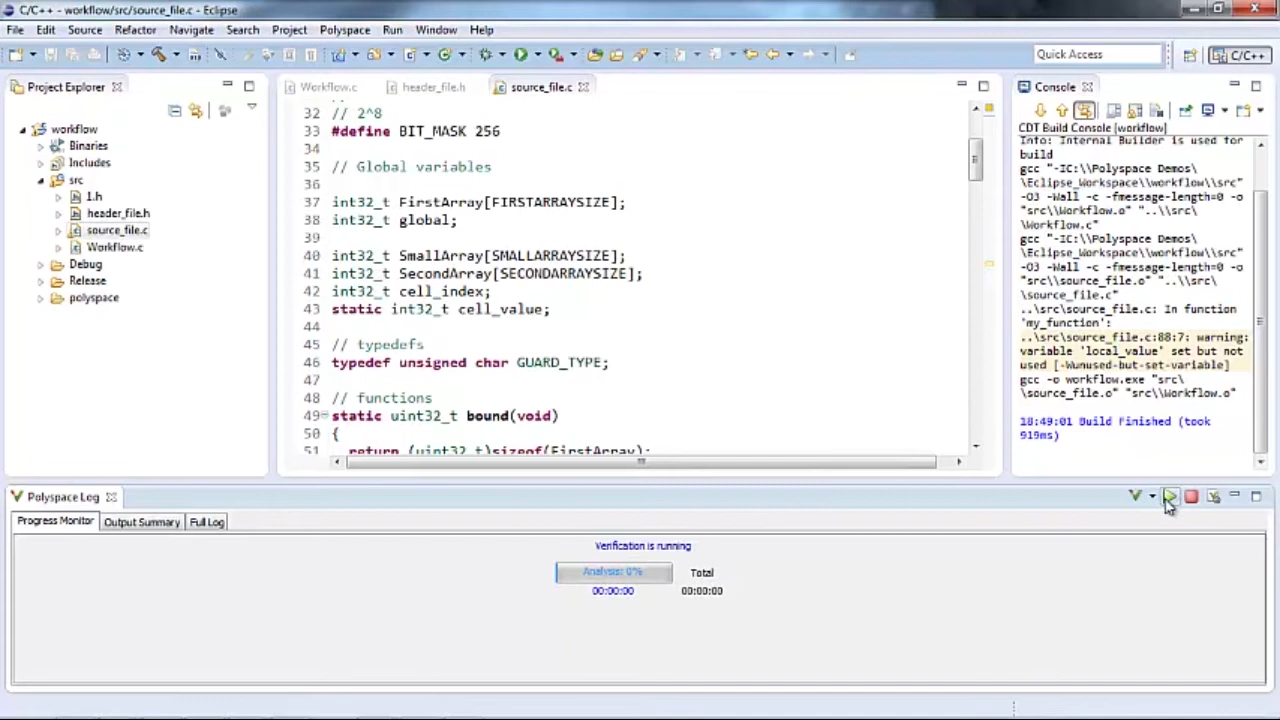 C/C++ - workflow/src/source_file.c - Eclipse
File Edit Source Refactor Navigate Search Project Polyspace Run Window Help
Quick Access
C/C++
Project Explorer
workflow
Binaries
Includes
src
1.h
header_file.h
source_file.c
Workflow.c
Debug
Release
polyspace
Workflow.c header_file.h source_file.c
32 // 2^8
33 #define BIT_MASK 256
34
35 // Global variables
36
37 int32_t FirstArray[FIRSTARRAYSIZE];
38 int32_t global;
39
40 int32_t SmallArray[SMALLARRAYSIZE];
41 int32_t SecondArray[SECONDARRAYSIZE];
42 int32_t cell_index;
43 static int32_t cell_value;
44
45 // typedefs
46 typedef unsigned char GUARD_TYPE;
47
48 // functions
49 static uint32_t bound(void)
50 {
51 return (uint32_t)sizeof(FirstArray);
Console
CDT Build Console [workflow]
Info: Internal Builder is used for
build
gcc "-IC:\\Polyspace Demos\
\Eclipse_Workspace\\workflow\\src"
-O3 -Wall -c -fmessage-length=0 -o
"src\\Workflow.o" "..\\src\
\Workflow.c"
gcc "-IC:\\Polyspace Demos\
\Eclipse_Workspace\\workflow\\src"
-O3 -Wall -c -fmessage-length=0 -o
"src\\source_file.o" "..\\src\
\source_file.c"
..\src\source_file.c: In function
'my_function':
..\src\source_file.c:88:7: warning:
variable 'local_value' set but not
used [-Wunused-but-set-variable]
gcc -o workflow.exe "src\
\source_file.o" "src\\Workflow.o"
18:49:01 Build Finished (took
919ms)
Polyspace Log
Progress Monitor Output Summary Full Log
Verification is running
Analysis: 0% Total
00:00:00 00:00:00